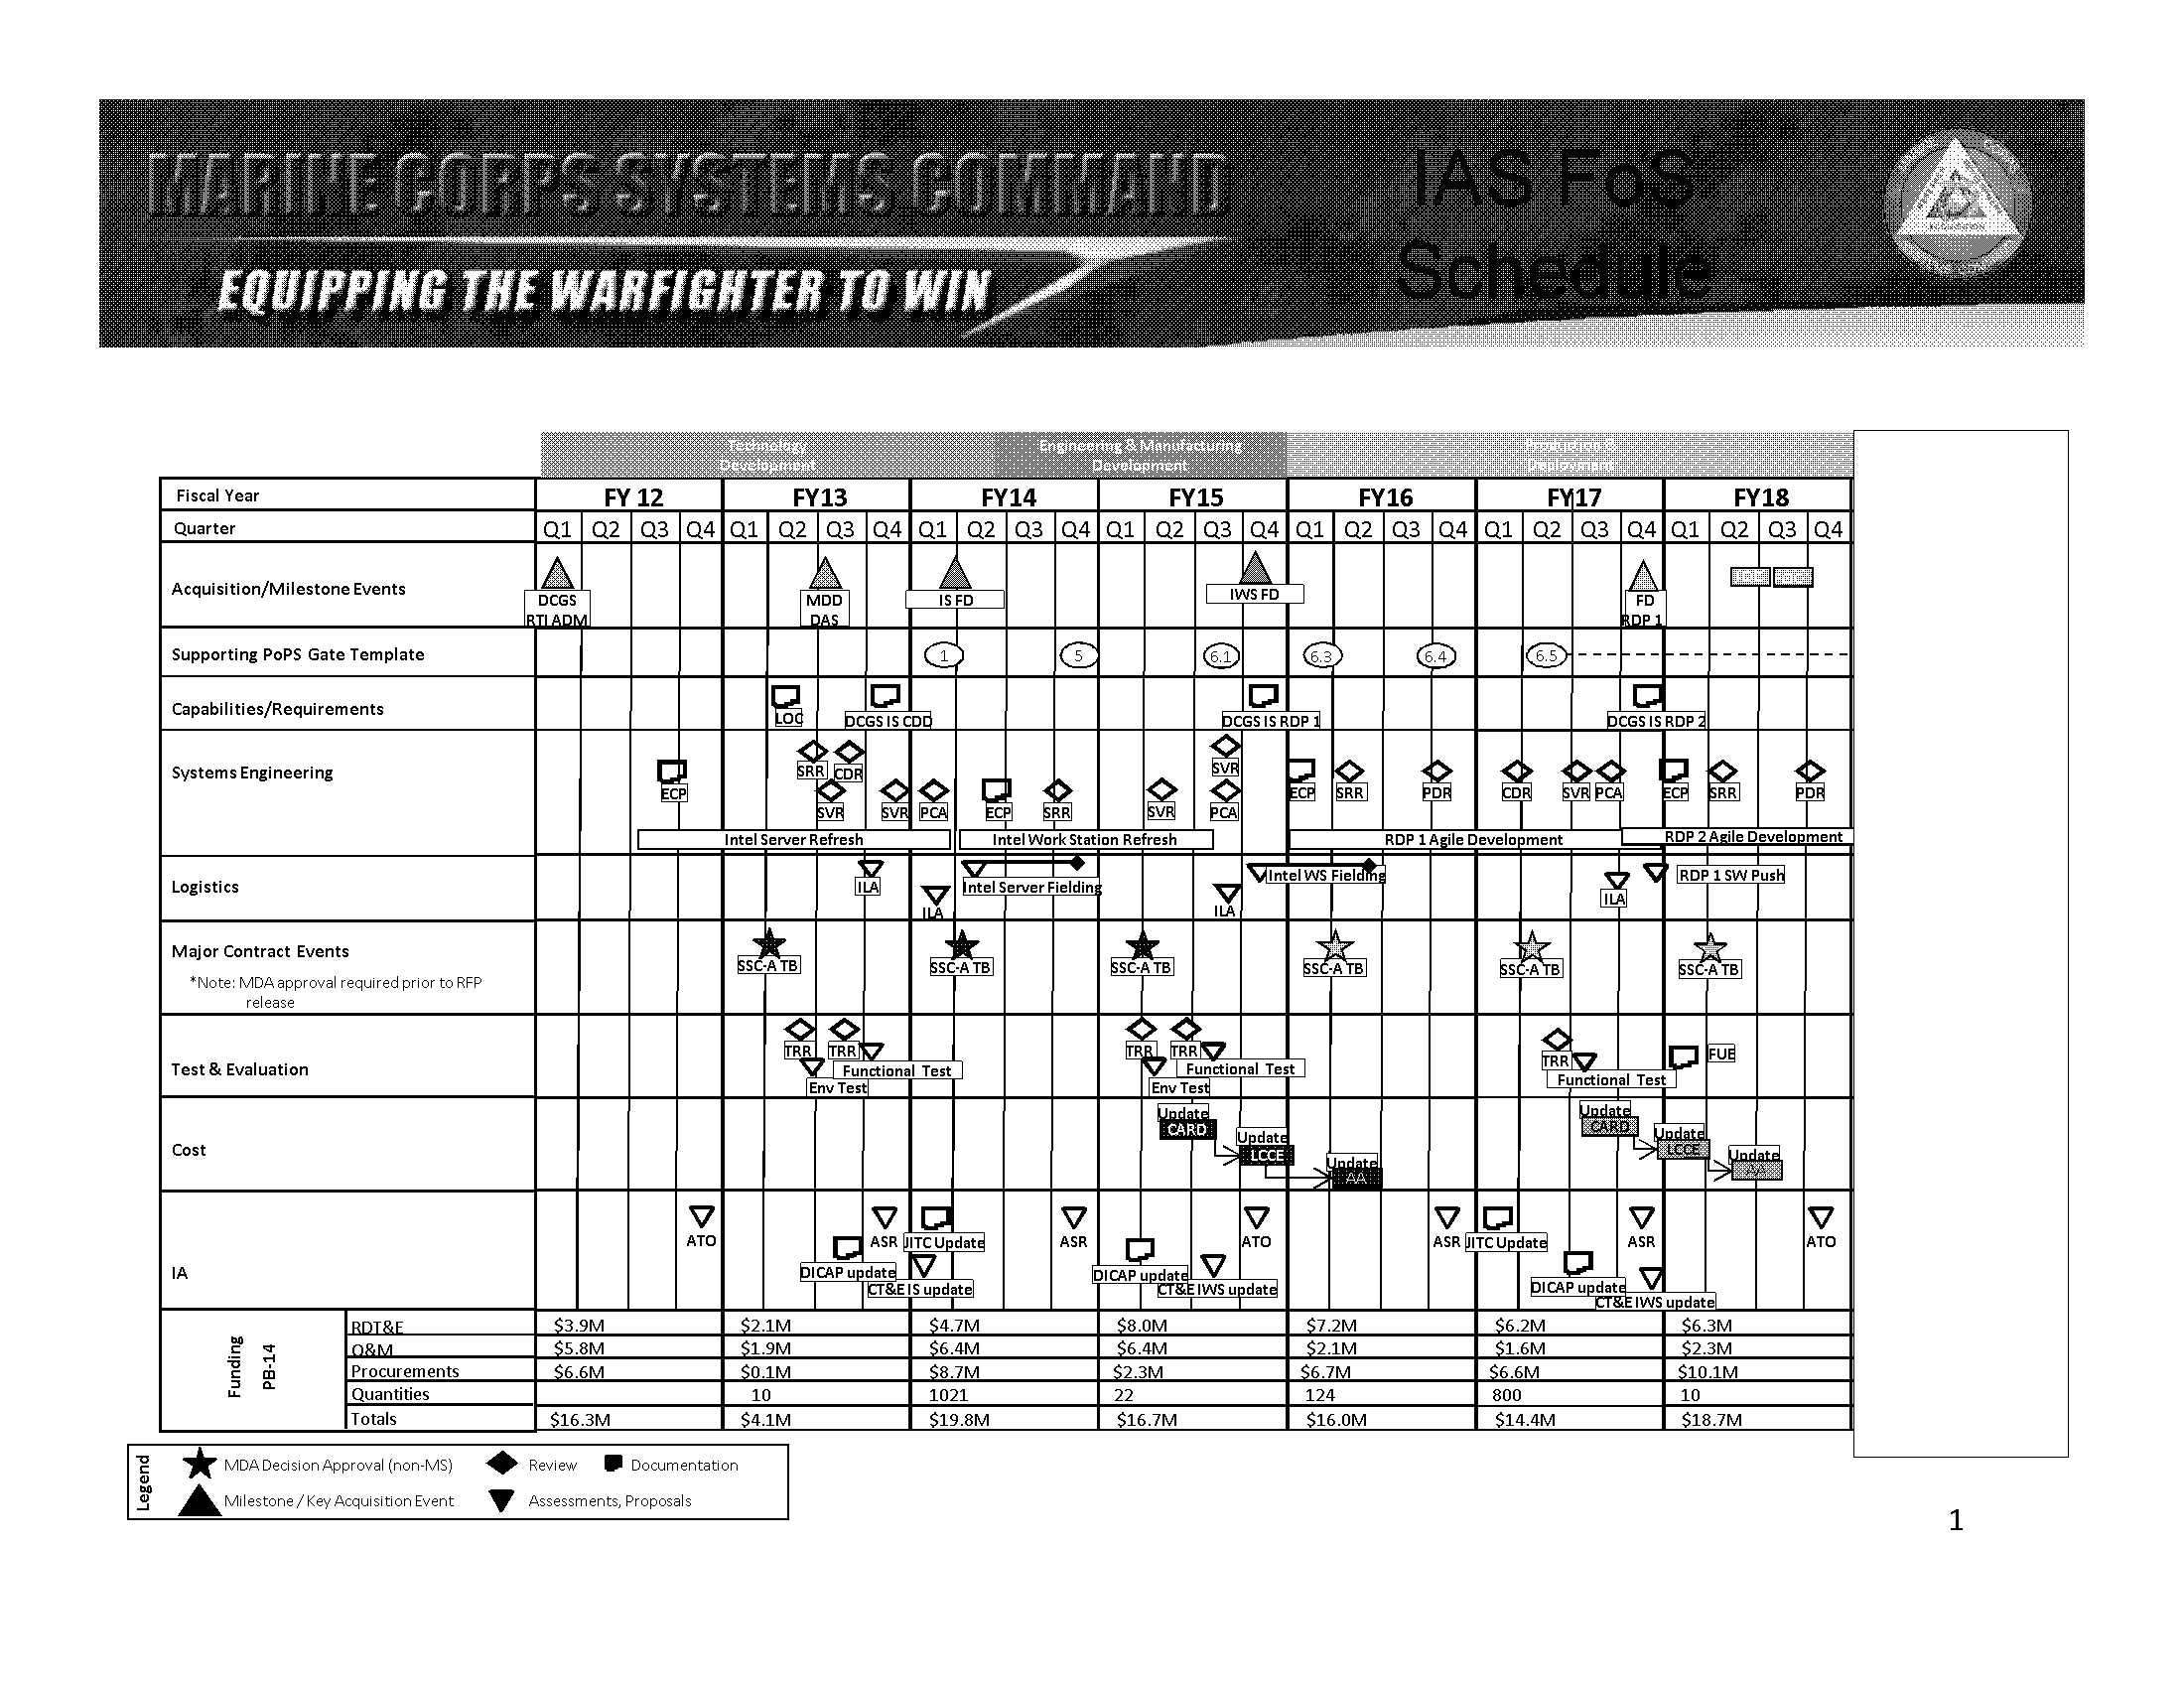 MARINE CORPS SYSTEMS COMMAND
EQUIPPING THE WARFIGHTER TO WIN
IAS FoS
Schedule
Technology
Development
Engineering & Manufacturing
Development
Production &
Deployment
Fiscal Year FY 12 FY13 FY14 FY15 FY16 FY17 FY18
Quarter Q1 Q2 Q3 Q4 Q1 Q2 Q3 Q4 Q1 Q2 Q3 Q4 Q1 Q2 Q3 Q4 Q1 Q2 Q3 Q4 Q1 Q2 Q3 Q4 Q1 Q2 Q3 Q4
Acquisition/Milestone Events
DCGS
RTI ADM
MDD
DAS
IS FD
IWS FD
FD
RDP 1
Supporting PoPS Gate Template 1 5 6.1 6.3 6.4 6.5
Capabilities/Requirements
LOC DCGS IS CDD DCGS IS RDP 1 DCGS IS RDP 2
Systems Engineering
ECP SRR CDR SVR SVR PCA ECP SRR SVR SVR PCA ECP SRR PDR CDR SVR PCA ECP SRR PDR
Intel Server Refresh Intel Work Station Refresh RDP 1 Agile Development RDP 2 Agile Development
Logistics
ILA ILA Intel Server Fielding ILA Intel WS Fielding ILA RDP 1 SW Push
Major Contract Events
SSC-A TB SSC-A TB SSC-A TB SSC-A TB SSC-A TB SSC-A TB
*Note: MDA approval required prior to RFP
release
Test & Evaluation
TRR TRR Functional Test Env Test
TRR TRR Functional Test Env Test
TRR Functional Test FUE
Cost
Update
CARD
Update
LCCE
Update
AA
Update
CARD
Update
LCCE
Update
AA
IA
ATO ASR JITC Update ASR ATO ASR JITC Update ASR ATO
DICAP update CT&E IS update DICAP update CT&E IWS update DICAP update CT&E IWS update
Funding
PB-14
RDT&E $3.9M $2.1M $4.7M $8.0M $7.2M $6.2M $6.3M
O&M $5.8M $1.9M $6.4M $6.4M $2.1M $1.6M $2.3M
Procurements $6.6M $0.1M $8.7M $2.3M $6.7M $6.6M $10.1M
Quantities 10 1021 22 124 800 10
Totals $16.3M $4.1M $19.8M $16.7M $16.0M $14.4M $18.7M
Legend
MDA Decision Approval (non-MS) Review Documentation
Milestone / Key Acquisition Event Assessments, Proposals
1